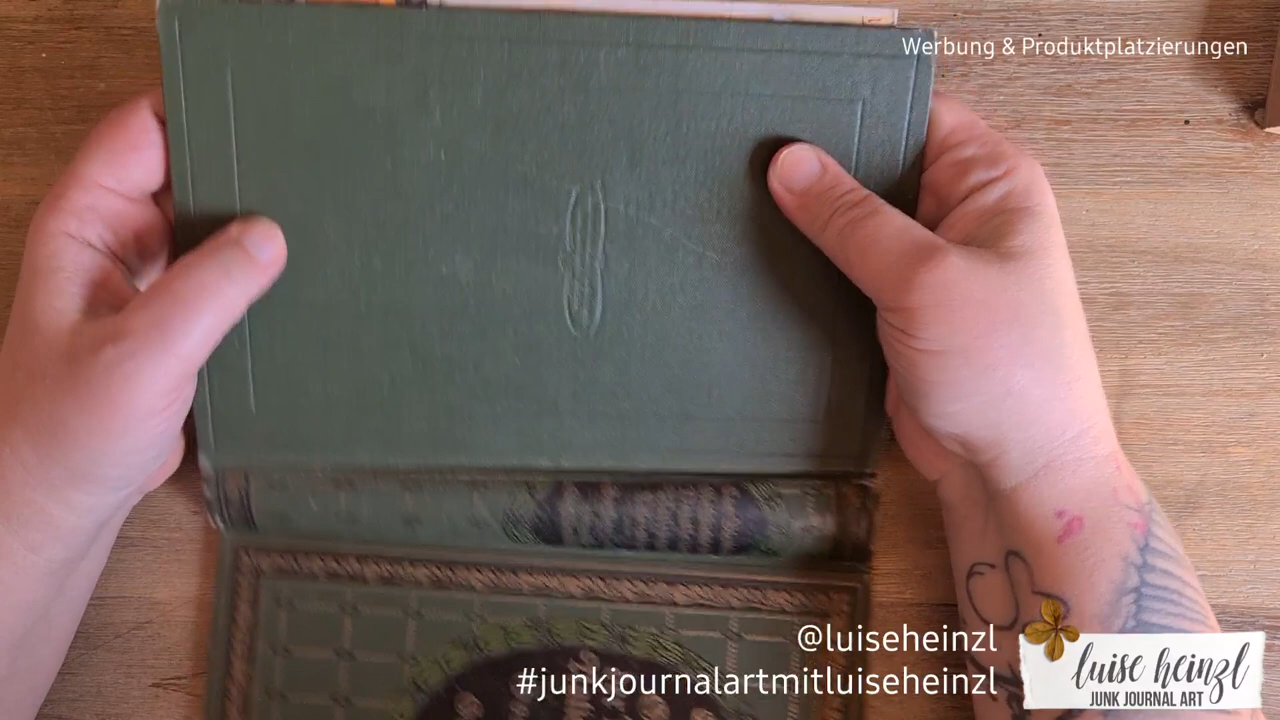 Werbung & Produktplatzierungen
@luiseheinzl
#junkjournalartmitluiseheinzl
luise heinzl
JUNK JOURNAL ART